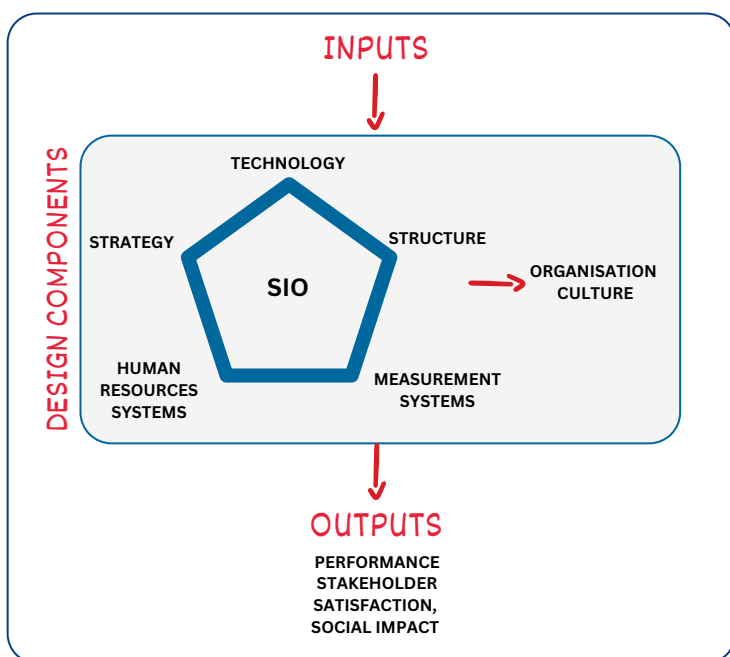 INPUTS
DESIGN COMPONENTS
TECHNOLOGY
STRATEGY
STRUCTURE
SIO
ORGANISATION
CULTURE
HUMAN
RESOURCES
SYSTEMS
MEASUREMENT
SYSTEMS
OUTPUTS
PERFORMANCE
STAKEHOLDER
SATISFACTION,
SOCIAL IMPACT